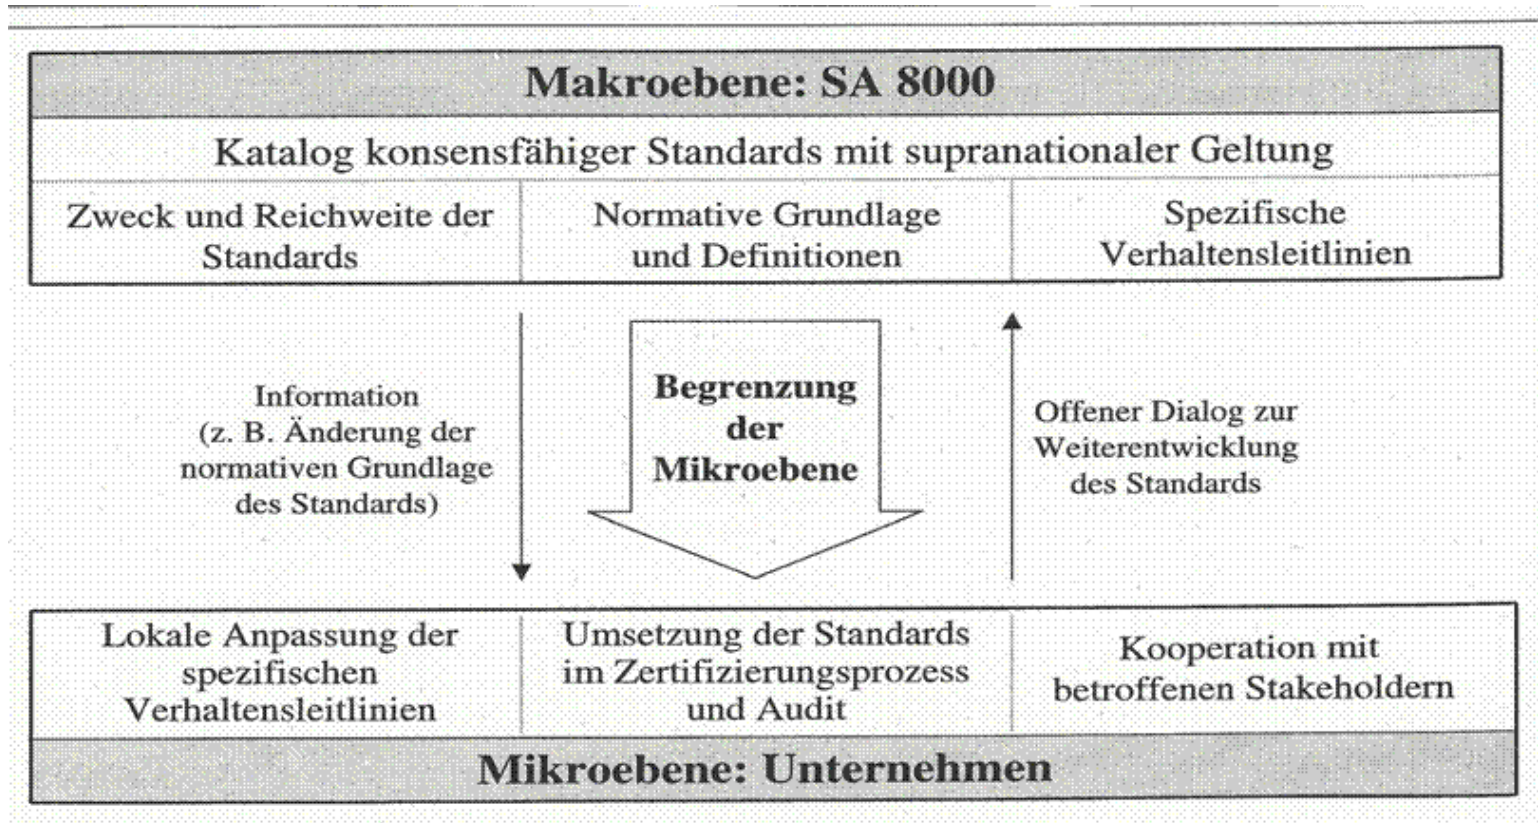 Makroebene: SA 8000
Katalog konsensfähiger Standards mit supranationaler Geltung
Zweck und Reichweite der
Standards
Normative Grundlage
und Definitionen
Spezifische
Verhaltensleitlinien
Information
(z. B. Änderung der
normativen Grundlage
des Standards)
Begrenzung
der
Mikroebene
Offener Dialog zur
Weiterentwicklung
des Standards
Lokale Anpassung der
spezifischen
Verhaltensleitlinien
Umsetzung der Standards
im Zertifizierungsprozess
und Audit
Kooperation mit
betroffenen Stakeholdern
Mikroebene: Unternehmen